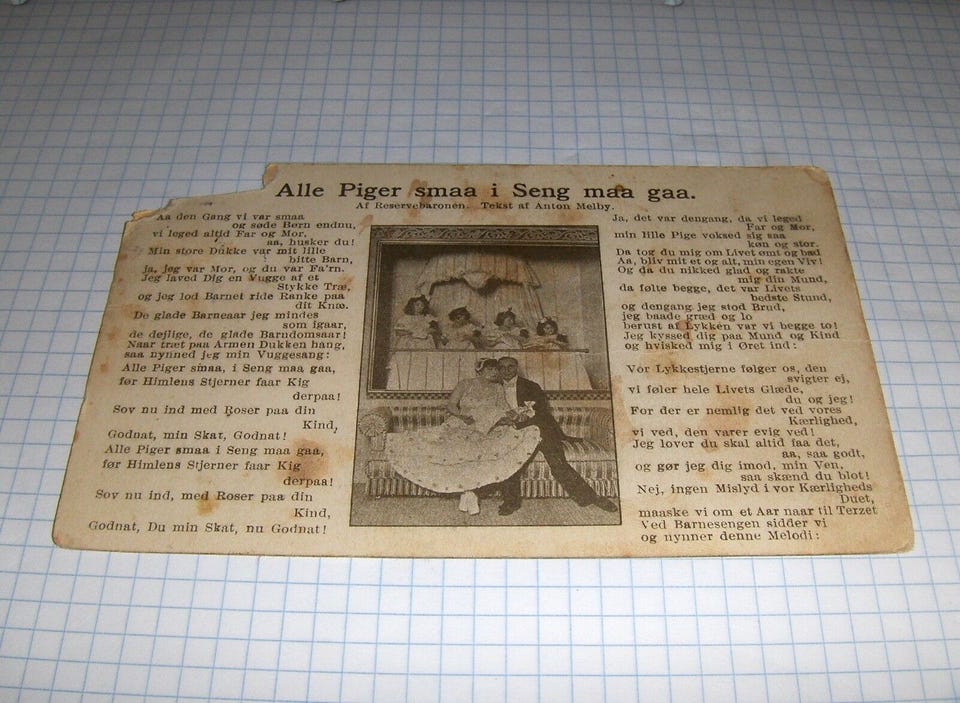 Alle Piger smaa i Seng maa gaa.
Af Reservebaronen. Tekst af Anton Melby.
Aa den Gang vi var smaa
og søde Børn endnu,
vi leged altid Far og Mor,
aa, husker du!
Min store Dukke var mit lille
bitte Barn,
ja, jeg var Mor, og du var Fa'rn.
Jeg laved Dig en Vugge af et
Stykke Træ,
og jeg lod Barnet ride Ranke paa
dit Knæ.
De glade Barneaar jeg mindes
som igaar,
de dejlige, de glade Barndomsaar!
Naar træt paa Armen Dukken hang,
saa nynned jeg min Vuggesang:
Alle Piger smaa, i Seng maa gaa,
før Himlens Stjerner faar Kig
derpaa!
Sov nu ind med Roser paa din
Kind,
Godnat, min Skat, Godnat!
Alle Piger smaa i Seng maa gaa,
før Himlens Stjerner faar Kig
derpaa!
Sov nu ind, med Roser paa din
Kind,
Godnat, Du min Skat, nu Godnat!
Ja, det var dengang, da vi leged
Far og Mor,
min lille Pige voksed sig saa
køn og stor.
Da tog du mig om Livet ømt og bad
Aa, bliv mit et og alt, min egen Viv!
Og da du nikked glad og rakte
mig din Mund,
da følte begge, det var Livets
bedste Stund,
og dengang jeg stod Brud,
jeg baade græd og lo
berust af Lykken var vi begge to!
Jeg kyssed dig paa Mund og Kind
og hvisked mig i Øret ind:
Vor Lykkestjerne følger os, den
svigter ej,
vi føler hele Livets Glæde,
du og jeg!
For der er nemlig det ved vores
Kærlighed,
vi ved, den varer evig ved!
Jeg lover du skal altid faa det,
aa, saa godt,
og gør jeg dig imod, min Ven,
saa skænd du blot!
Nej, ingen Mislyd i vor Kærligheds
Duet,
maaske vi om et Aar naar til Terzet
Ved Barnesengen sidder vi
og nynner denne Melodi: